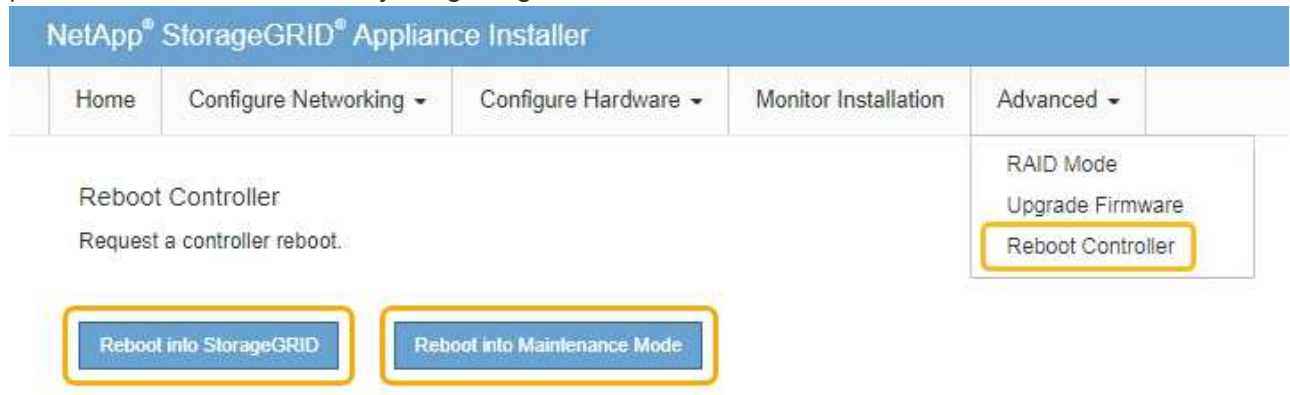 NetApp® StorageGRID® Appliance Installer
Home Configure Networking Configure Hardware Monitor Installation Advanced
RAID Mode
Upgrade Firmware
Reboot Controller
Reboot Controller
Request a controller reboot.
Reboot into StorageGRID Reboot into Maintenance Mode